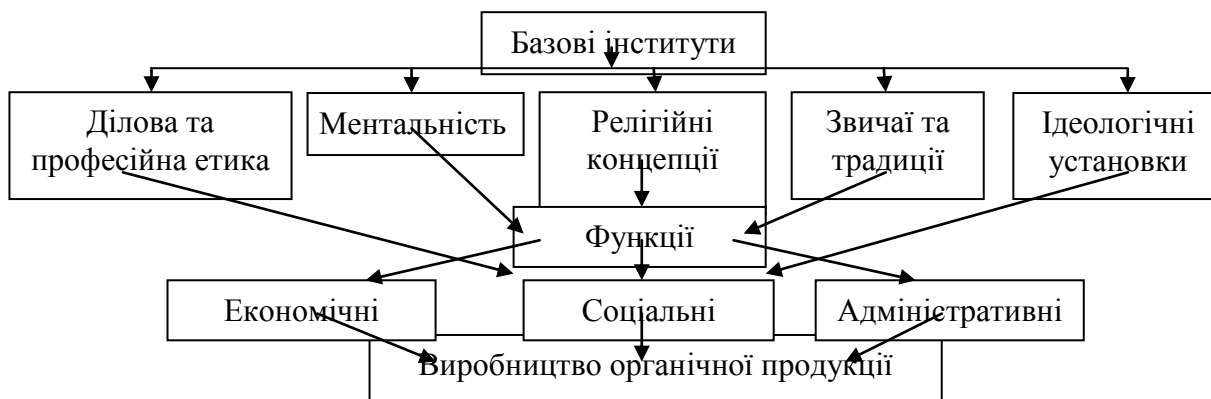 Базові інститути
Ділова та
професійна етика
Ментальність
Релігійні
концепції
Звичаї та
традиції
Ідеологічні
установки
Функції
Економічні
Соціальні
Адміністративні
Виробництво органічної продукції